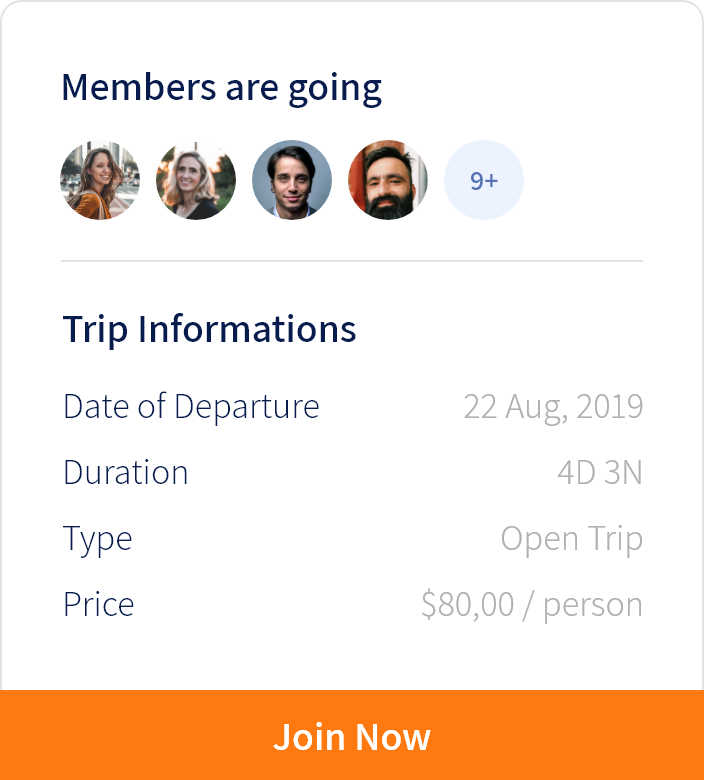 Members are going
9+
Trip Informations
Date of Departure 22 Aug, 2019
Duration 4D 3N
Type Open Trip
Price $80,00 / person
Join Now